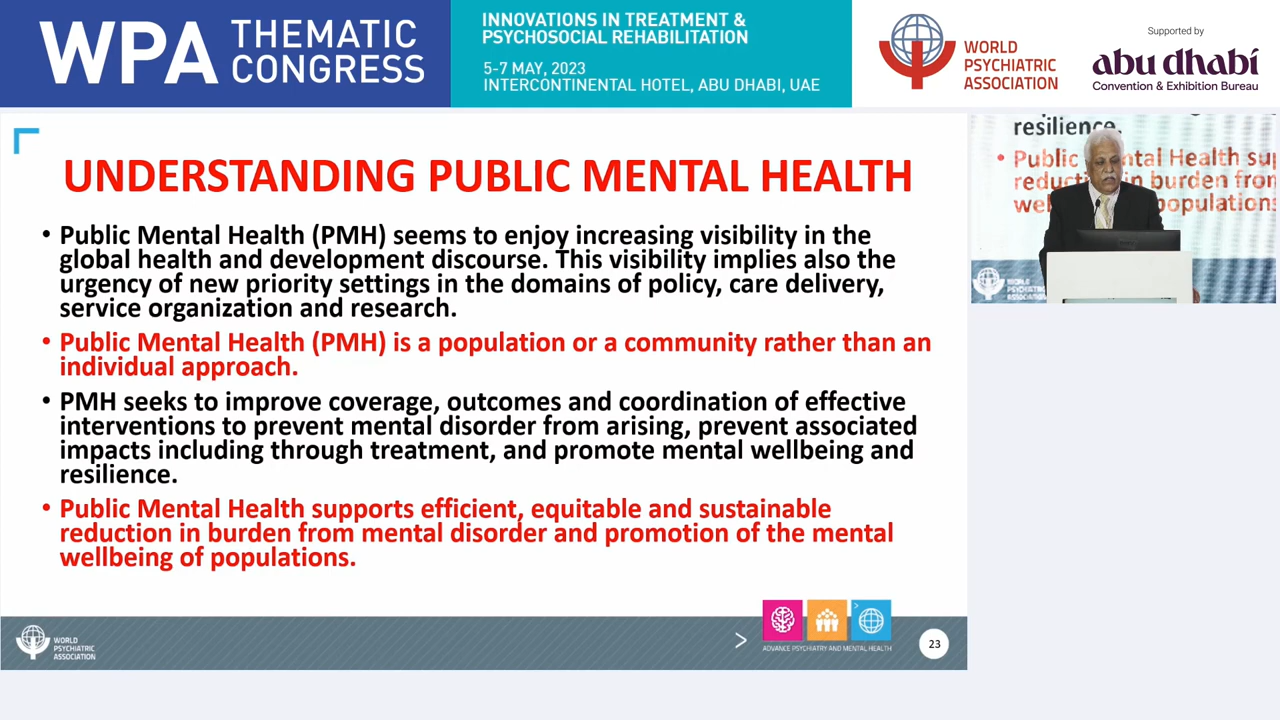 WPA THEMATIC
CONGRESS
INNOVATIONS IN TREATMENT &
PSYCHOSOCIAL REHABILITATION
5-7 MAY, 2023
INTERCONTINENTAL HOTEL, ABU DHABI, UAE
WORLD
PSYCHIATRIC
ASSOCIATION
Supported by
abu dhabi
Convention & Exhibition Bureau
UNDERSTANDING PUBLIC MENTAL HEALTH
• Public Mental Health (PMH) seems to enjoy increasing visibility in the
global health and development discourse. This visibility implies also the
urgency of new priority settings in the domains of policy, care delivery,
service organization and research.
• Public Mental Health (PMH) is a population or a community rather than an
individual approach.
• PMH seeks to improve coverage, outcomes and coordination of effective
interventions to prevent mental disorder from arising, prevent associated
impacts including through treatment, and promote mental wellbeing and
resilience.
• Public Mental Health supports efficient, equitable and sustainable
reduction in burden from mental disorder and promotion of the mental
wellbeing of populations.
WORLD
PSYCHIATRIC
ASSOCIATION
ADVANCE PSYCHIATRY AND MENTAL HEALTH
23
resilience.
• Public Mental Health sup
in burden from
populations
WORLD
PSYCHIATRIC